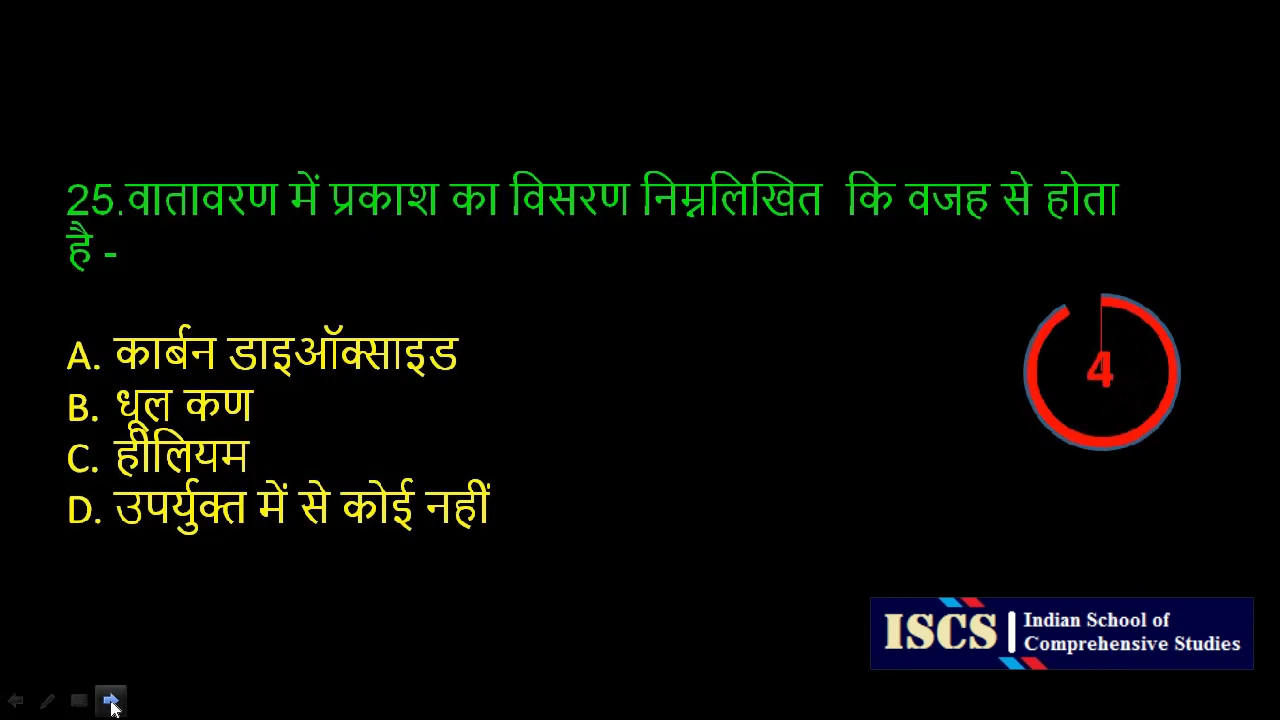 25.वातावरण में प्रकाश का विसरण निम्नलिखित  कि वजह से होता
है -
A. कार्बन डाइऑक्साइड
B. धूल कण
C. हीलियम
D. उपर्युक्त में से कोई नहीं
4
ISCS | Indian School of
Comprehensive Studies